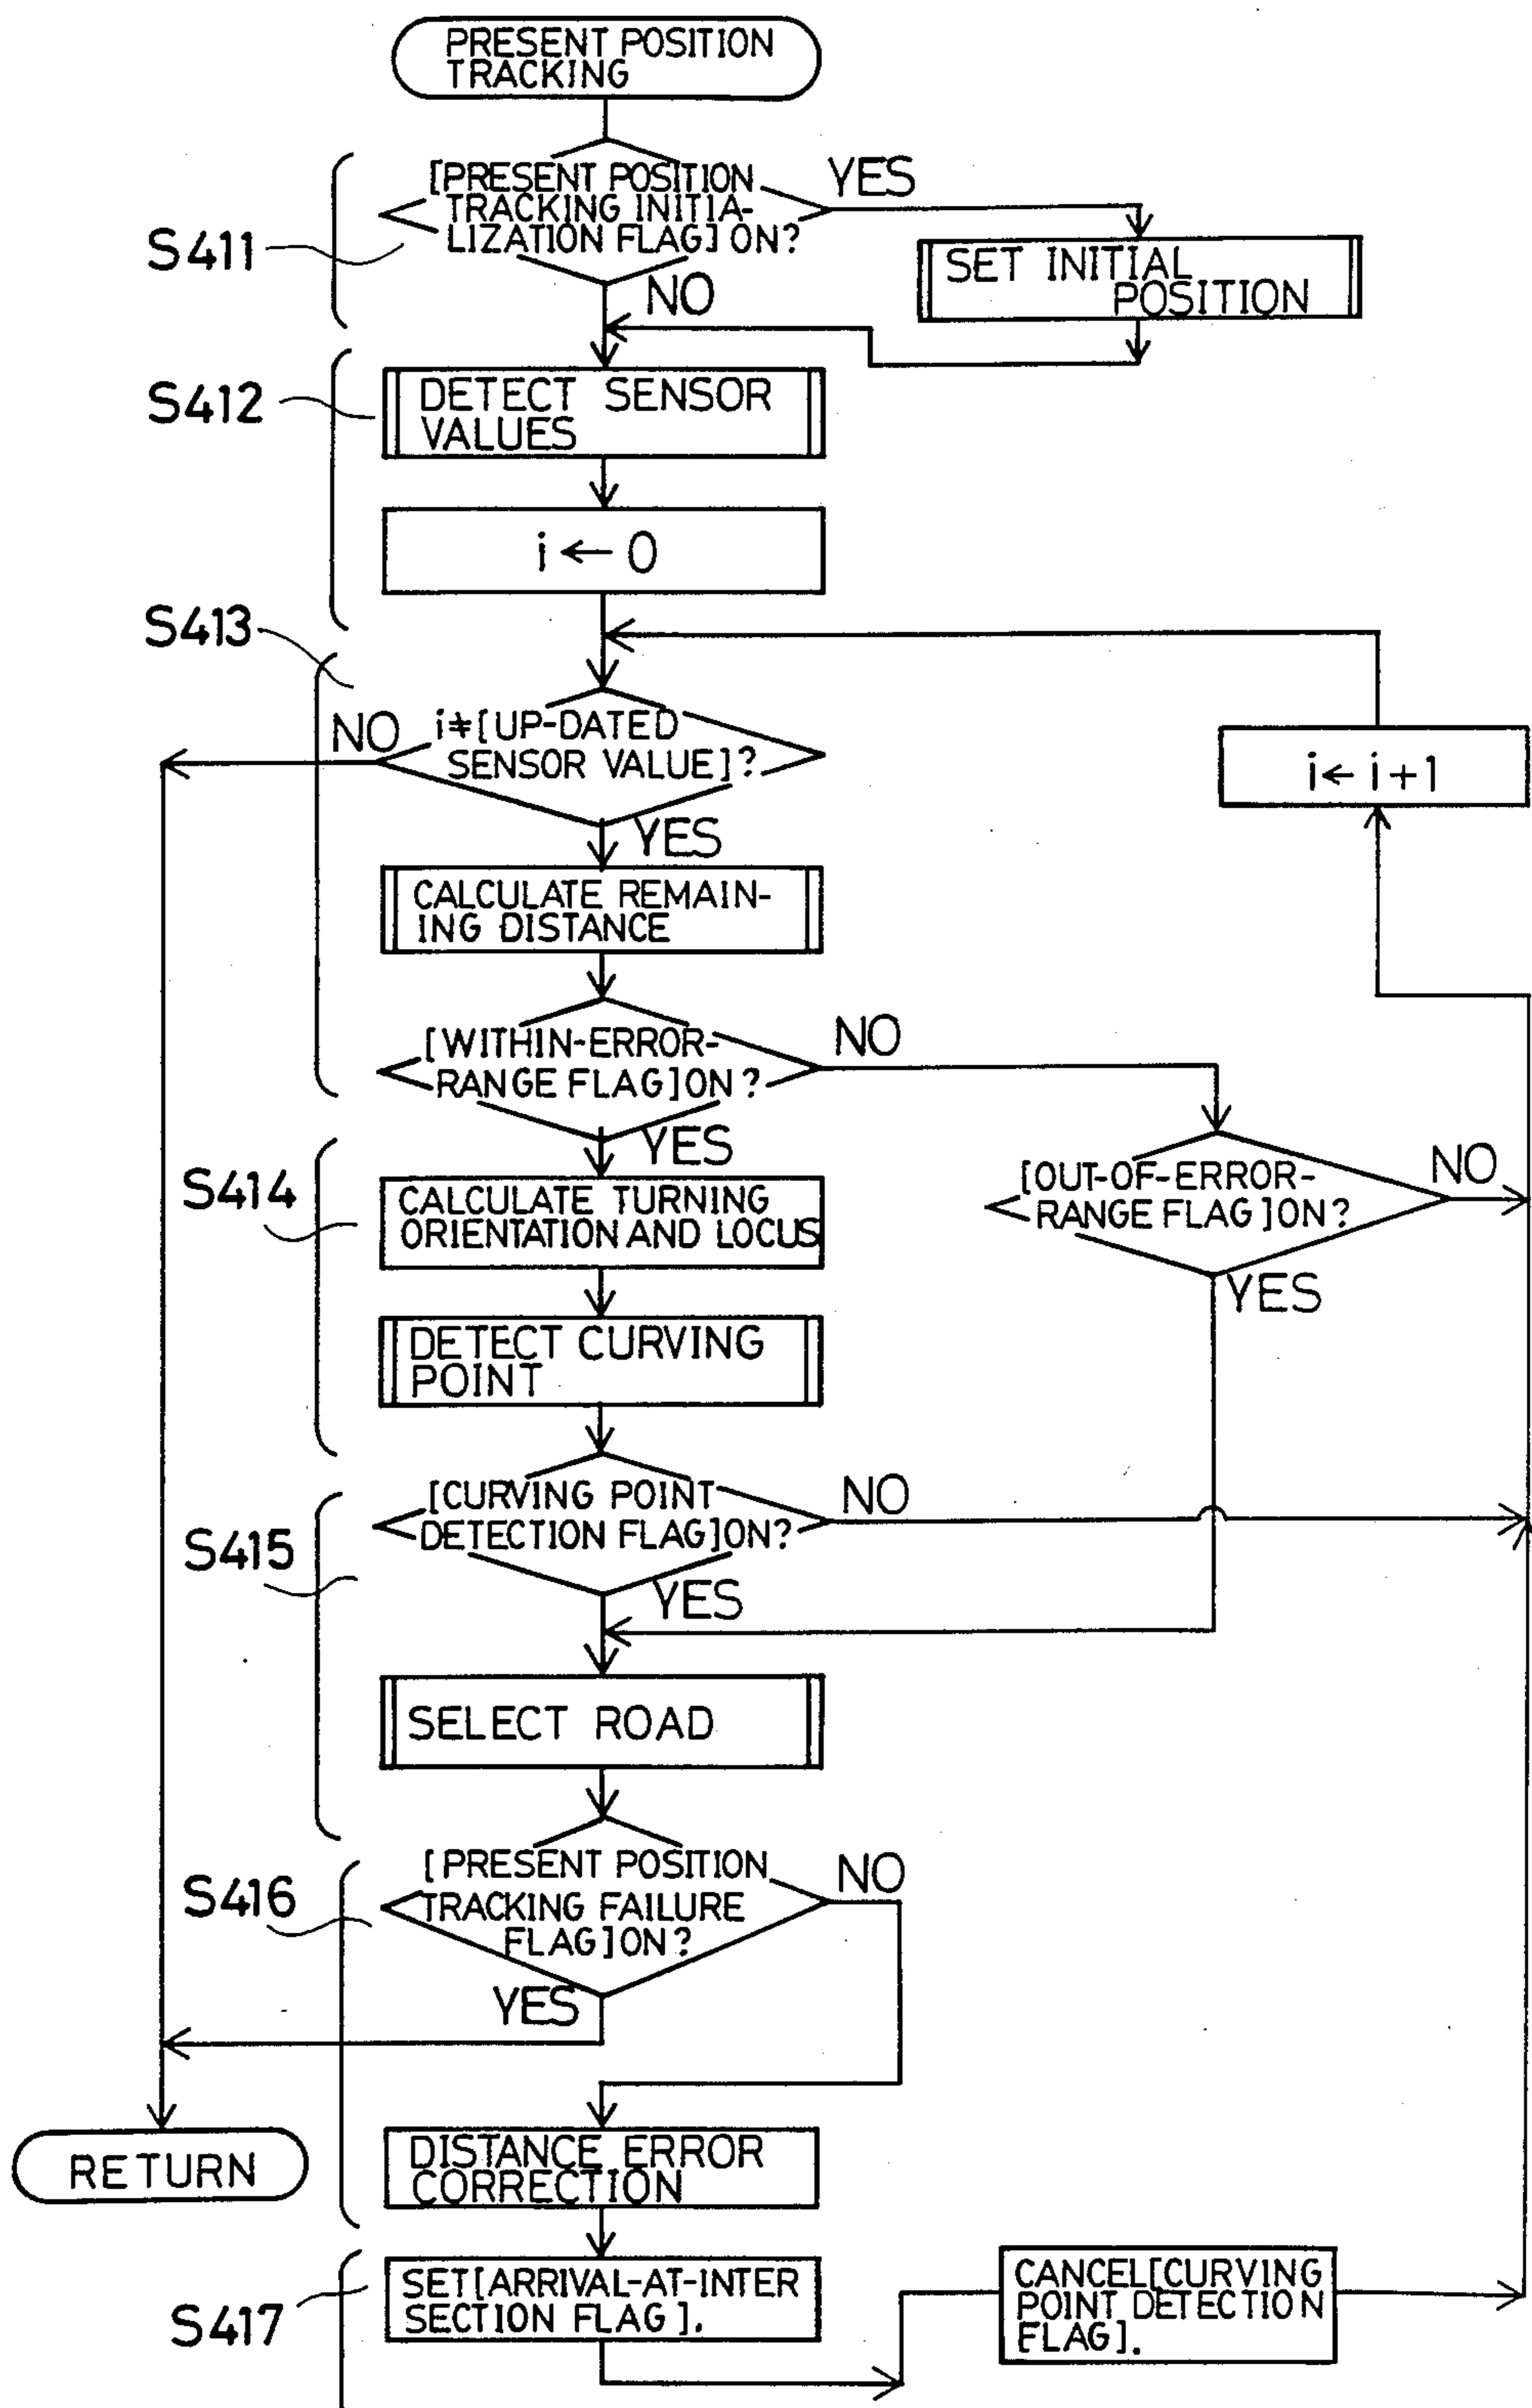 PRESENT POSITION
TRACKING
[PRESENT POSITION
TRACKING INITIA-
LIZATION FLAG] ON?
YES
S411
SET INITIAL
POSITION
NO
S412
DETECT SENSOR
VALUES
i ← 0
S413
NO
i≠[UP-DATED
SENSOR VALUE]?
i ← i + 1
YES
CALCULATE REMAIN-
ING DISTANCE
[WITHIN-ERROR-
RANGE FLAG] ON?
NO
YES
S414
CALCULATE TURNING
ORIENTATION AND LOCUS
[OUT-OF-ERROR-
RANGE FLAG] ON?
NO
YES
DETECT CURVING
POINT
[CURVING POINT
DETECTION FLAG] ON?
NO
S415
YES
SELECT ROAD
[PRESENT POSITION
TRACKING FAILURE
FLAG] ON?
NO
S416
YES
RETURN
DISTANCE ERROR
CORRECTION
S417
SET[ARRIVAL-AT-INTER
SECTION FLAG].
CANCEL[CURVING
POINT DETECTION
FLAG].